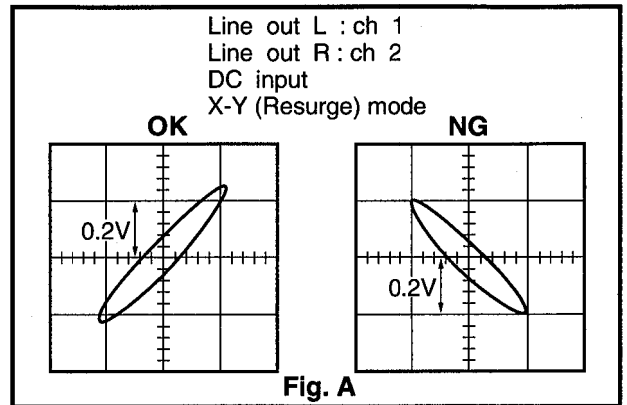 Line out L : ch 1
Line out R : ch 2
DC input
X-Y (Resurge) mode
OK
NG
0.2V
0.2V
Fig. A